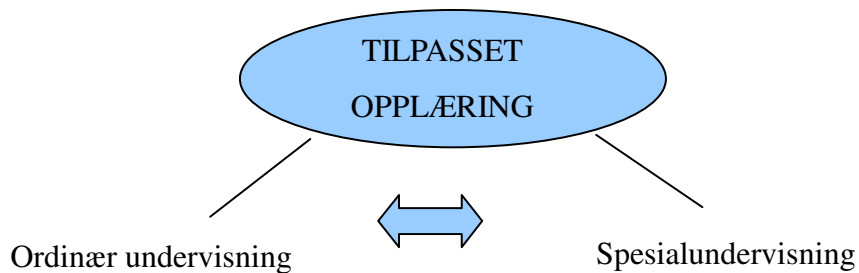 TILPASSET
OPPLÆRING
Ordinær undervisning
Spesialundervisning